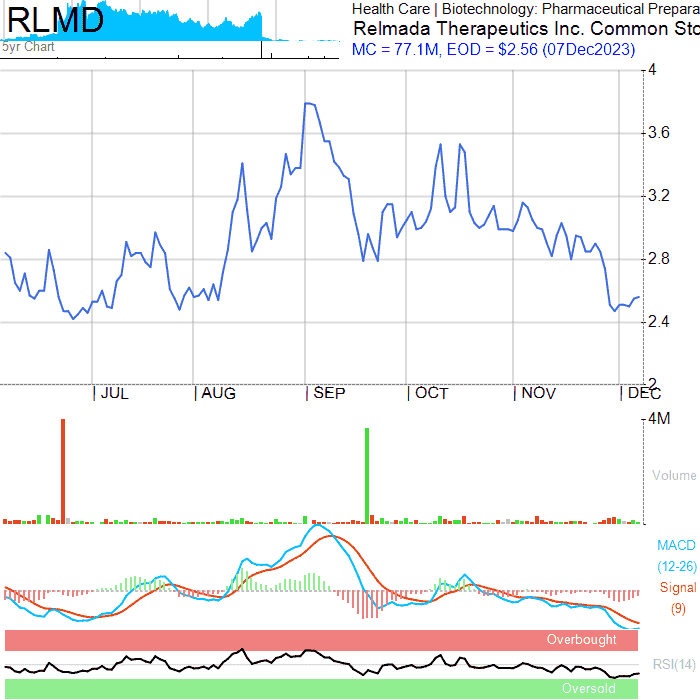 RLMD
Health Care | Biotechnology: Pharmaceutical Prepara
Relmada Therapeutics Inc. Common Sto
5yr Chart
MC = 77.1M, EOD = $2.56 (07Dec2023)
4
3.6
3.2
2.8
2.4
2
JUL AUG SEP OCT NOV DEC
4M
Volume
MACD
(12-26)
Signal
(9)
Overbought
RSI(14)
Oversold